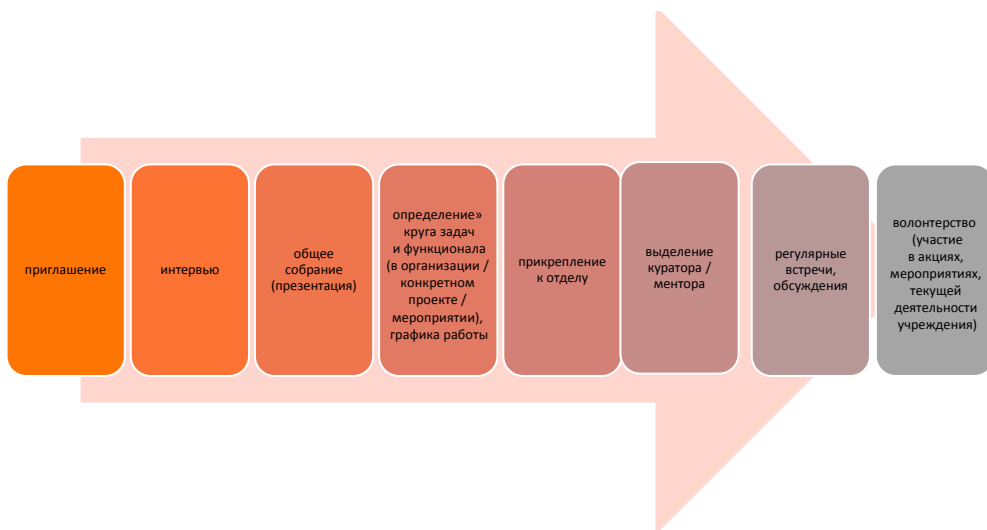 приглашение
интервью
общее
собрание
(презентация)
определение»
круга задач
и функционала
(в организации /
конкретном
проекте /
мероприятии),
графика работы
прикрепление
к отделу
выделение
куратора /
ментора
регулярные
встречи,
обсуждения
волонтерство
(участие
в акциях,
мероприятиях,
текущей
деятельности
учреждения)